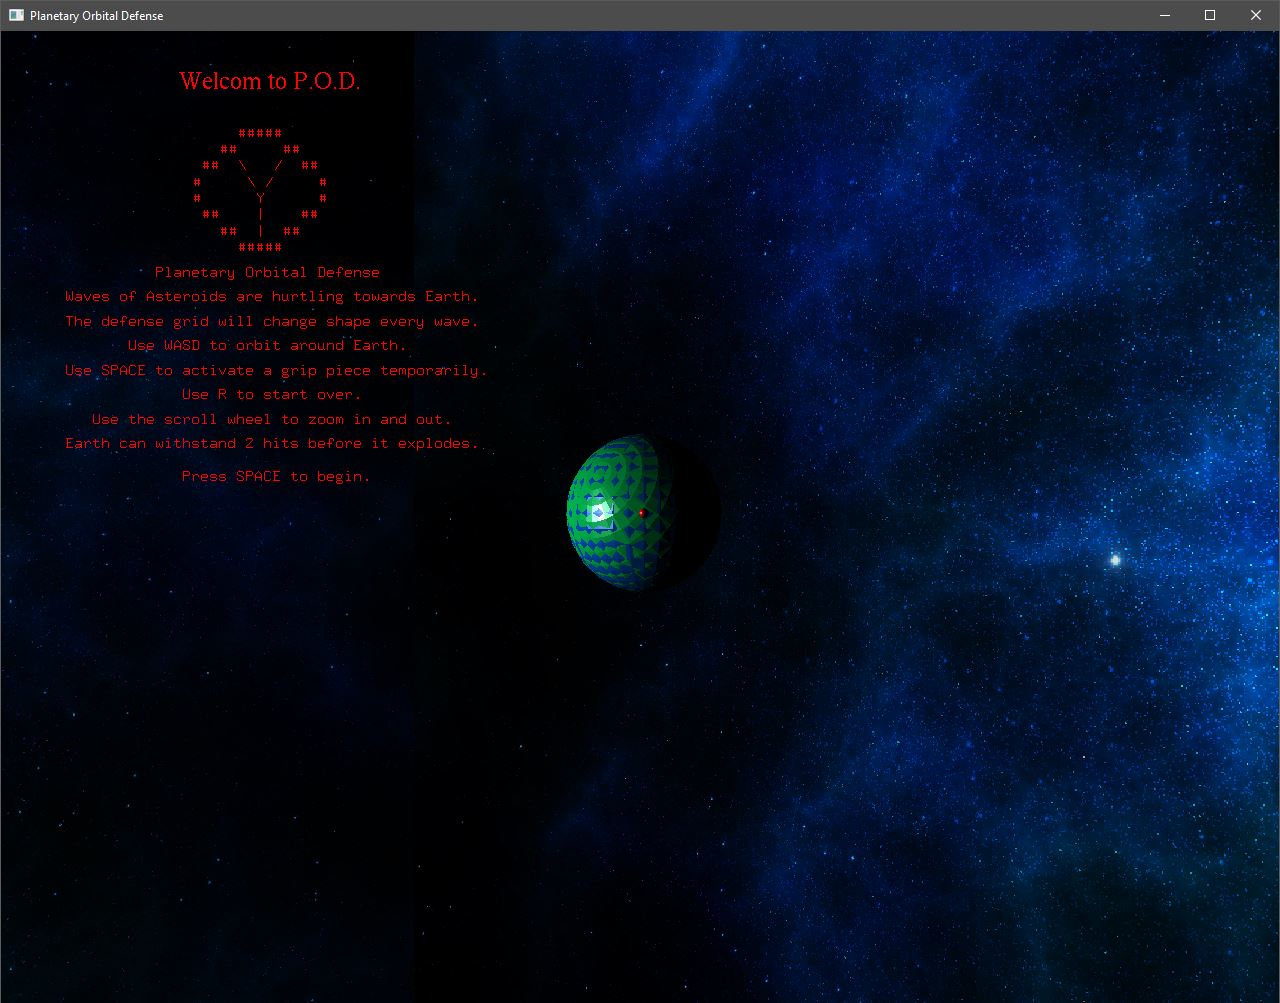 Planetary Orbital Defense
Welcom to P.O.D.
#####
## ##
## \ / ##
# \ / #
# Y #
## | ##
## | ##
#####
Planetary Orbital Defense
Waves of Asteroids are hurtling towards Earth.
The defense grid will change shape every wave.
Use WASD to orbit around Earth.
Use SPACE to activate a grip piece temporarily.
Use R to start over.
Use the scroll wheel to zoom in and out.
Earth can withstand 2 hits before it explodes.
Press SPACE to begin.